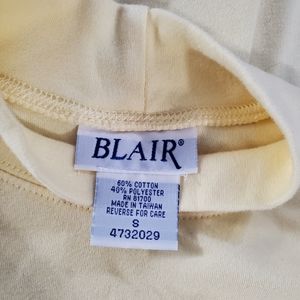 BLAIR®
60% COTTON
40% POLYESTER
RN 81700
MADE IN TAIWAN
REVERSE FOR CARE
S
4732029